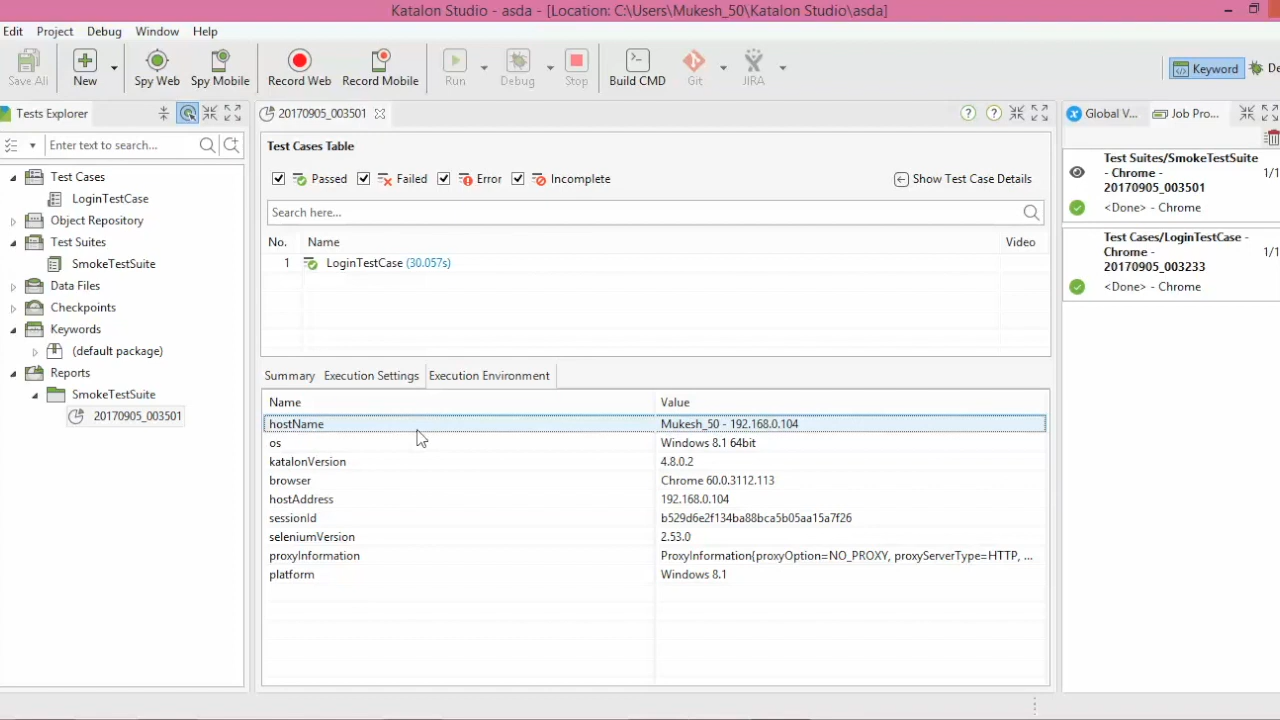 Katalon Studio - asda - [Location: C:\Users\Mukesh_50\Katalon Studio\asda]
Edit Project Debug Window Help
Save All New Spy Web Spy Mobile Record Web Record Mobile Run Debug Stop Build CMD Git JIRA Keyword De
Tests Explorer
20170905_003501
Global V... Job Pro...
Enter text to search...
Test Cases
LoginTestCase
Object Repository
Test Suites
SmokeTestSuite
Data Files
Checkpoints
Keywords
(default package)
Reports
SmokeTestSuite
20170905_003501
Test Cases Table
Passed Failed Error Incomplete Show Test Case Details
Search here...
No. Name Video
1 LoginTestCase (30.057s)
Summary Execution Settings Execution Environment
Name Value
hostName Mukesh_50 - 192.168.0.104
os Windows 8.1 64bit
katalonVersion 4.8.0.2
browser Chrome 60.0.3112.113
hostAddress 192.168.0.104
sessionId b529d6e2f134ba88bca5b05aa15a7f26
seleniumVersion 2.53.0
proxyInformation ProxyInformation{proxyOption=NO_PROXY, proxyServerType=HTTP, ...
platform Windows 8.1
Test Suites/SmokeTestSuite
- Chrome - 1/1
20170905_003501
<Done> - Chrome
Test Cases/LoginTestCase -
Chrome - 1/1
20170905_003233
<Done> - Chrome